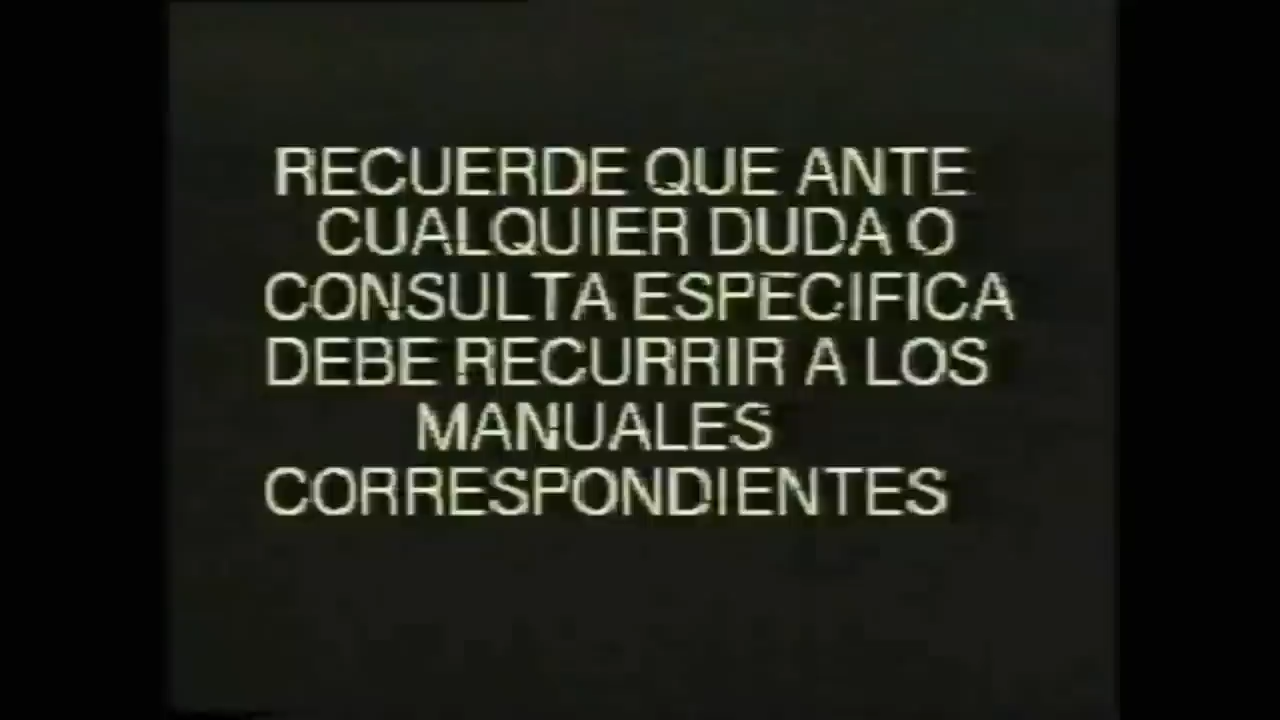 RECUERDE QUE ANTE
CUALQUIER DUDA O
CONSULTA ESPECIFICA
DEBE RECURRIR A LOS
MANUALES
CORRESPONDIENTES